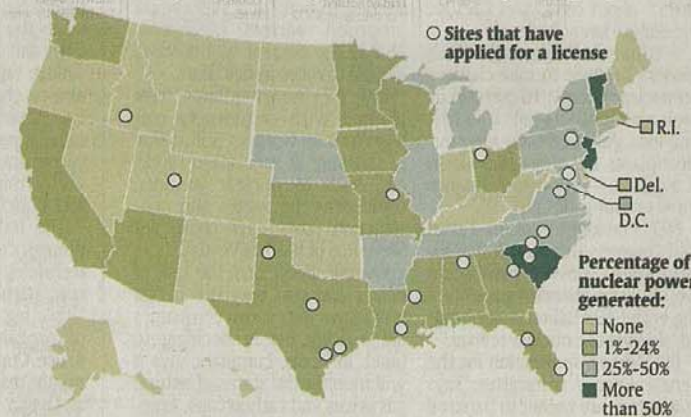 Sites that have
applied for a license
R.I.
Del.
D.C.
Percentage of
nuclear power
generated:
None
1%-24%
25%-50%
More
than 50%